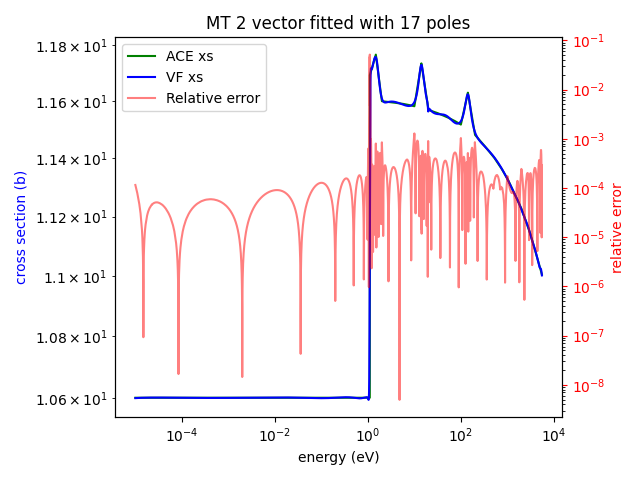 MT 2 vector fitted with 17 poles
ACE xs
VF xs
Relative error
cross section (b)
1.18 × 10¹
1.16 × 10¹
1.14 × 10¹
1.12 × 10¹
1.1 × 10¹
1.08 × 10¹
1.06 × 10¹
10⁻¹
10⁻²
10⁻³
10⁻⁴
10⁻⁵
10⁻⁶
10⁻⁷
10⁻⁸
relative error
10⁻⁴
10⁻²
10⁰
10²
10⁴
energy (eV)